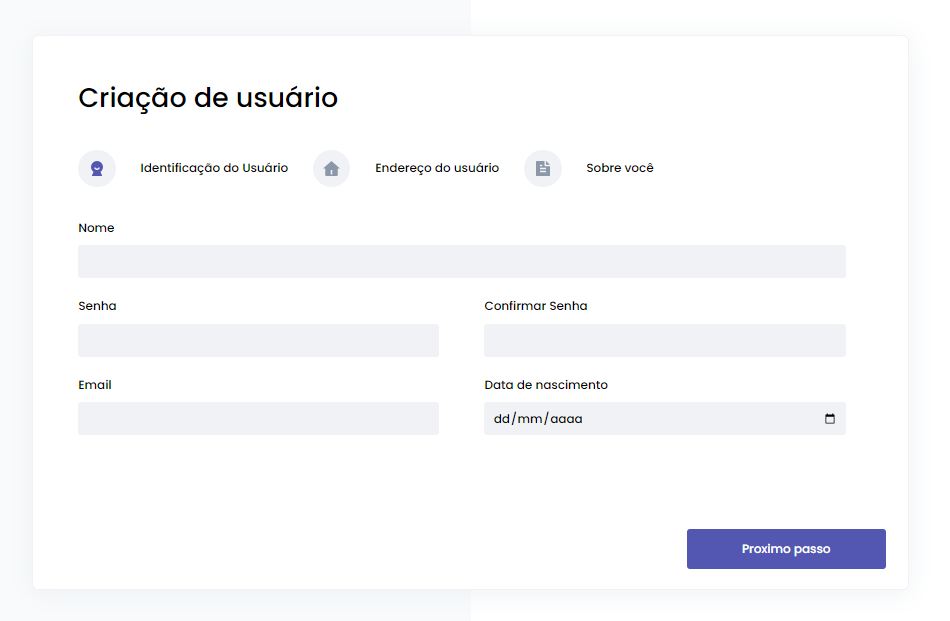 Criação de usuário
Identificação do Usuário Endereço do usuário Sobre você
Nome
Senha Confirmar Senha
Email Data de nascimento
dd/mm/aaaa
Proximo passo